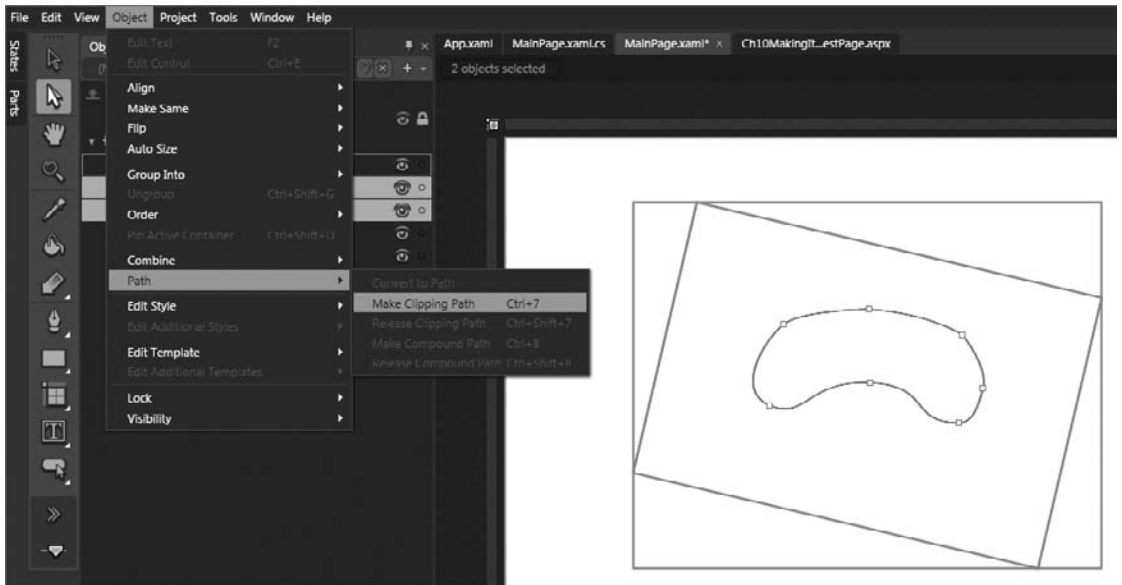 File Edit View Object Project Tools Window Help
States
Parts
Ob
App.xaml MainPage.xaml.cs MainPage.xaml* × Ch10MakingIt...estPage.aspx
2 objects selected
Edit Text F2
Edit Control Ctrl+E
Align
Make Same
Flip
Auto Size
Group Into
Ungroup Ctrl+Shift+G
Order
Pin Active Container Ctrl+Shift+D
Combine
Path
Edit Style
Edit Additional Styles
Edit Template
Edit Additional Templates
Lock
Visibility
Convert to Path
Make Clipping Path Ctrl+7
Release Clipping Path Ctrl+Shift+7
Make Compound Path Ctrl+8
Release Compound Path Ctrl+Shift+8